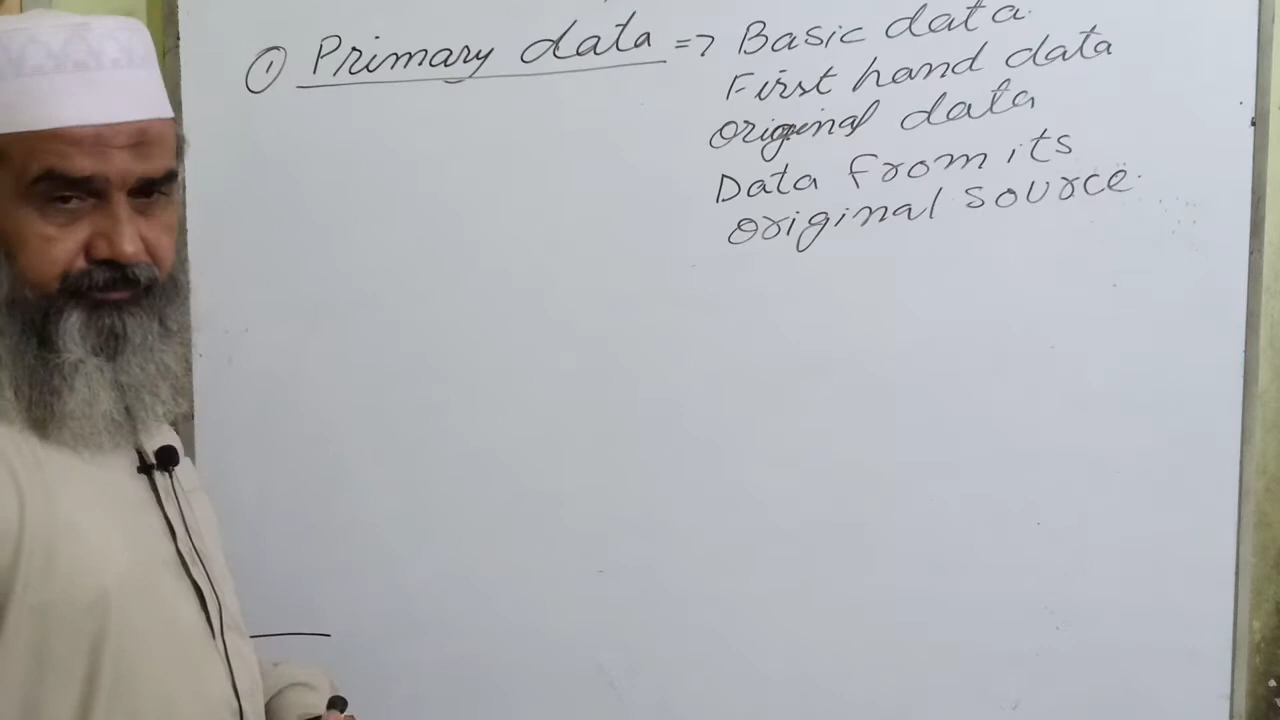 ① Primary data => Basic data
First hand data
Original data
Data from its
original source.